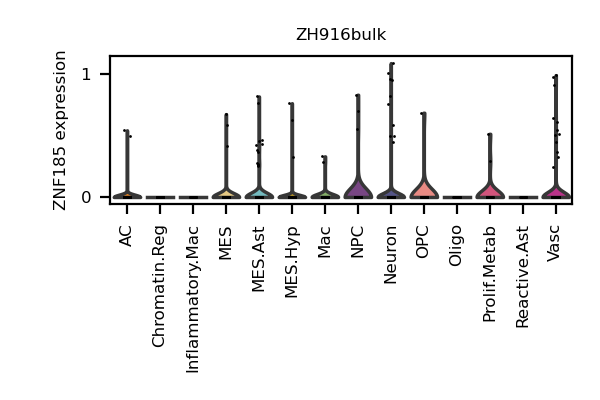 ZH916bulk
ZNF185 expression
1
0
AC
Chromatin.Reg
Inflammatory.Mac
MES
MES.Ast
MES.Hyp
Mac
NPC
Neuron
OPC
Oligo
Prolif.Metab
Reactive.Ast
Vasc